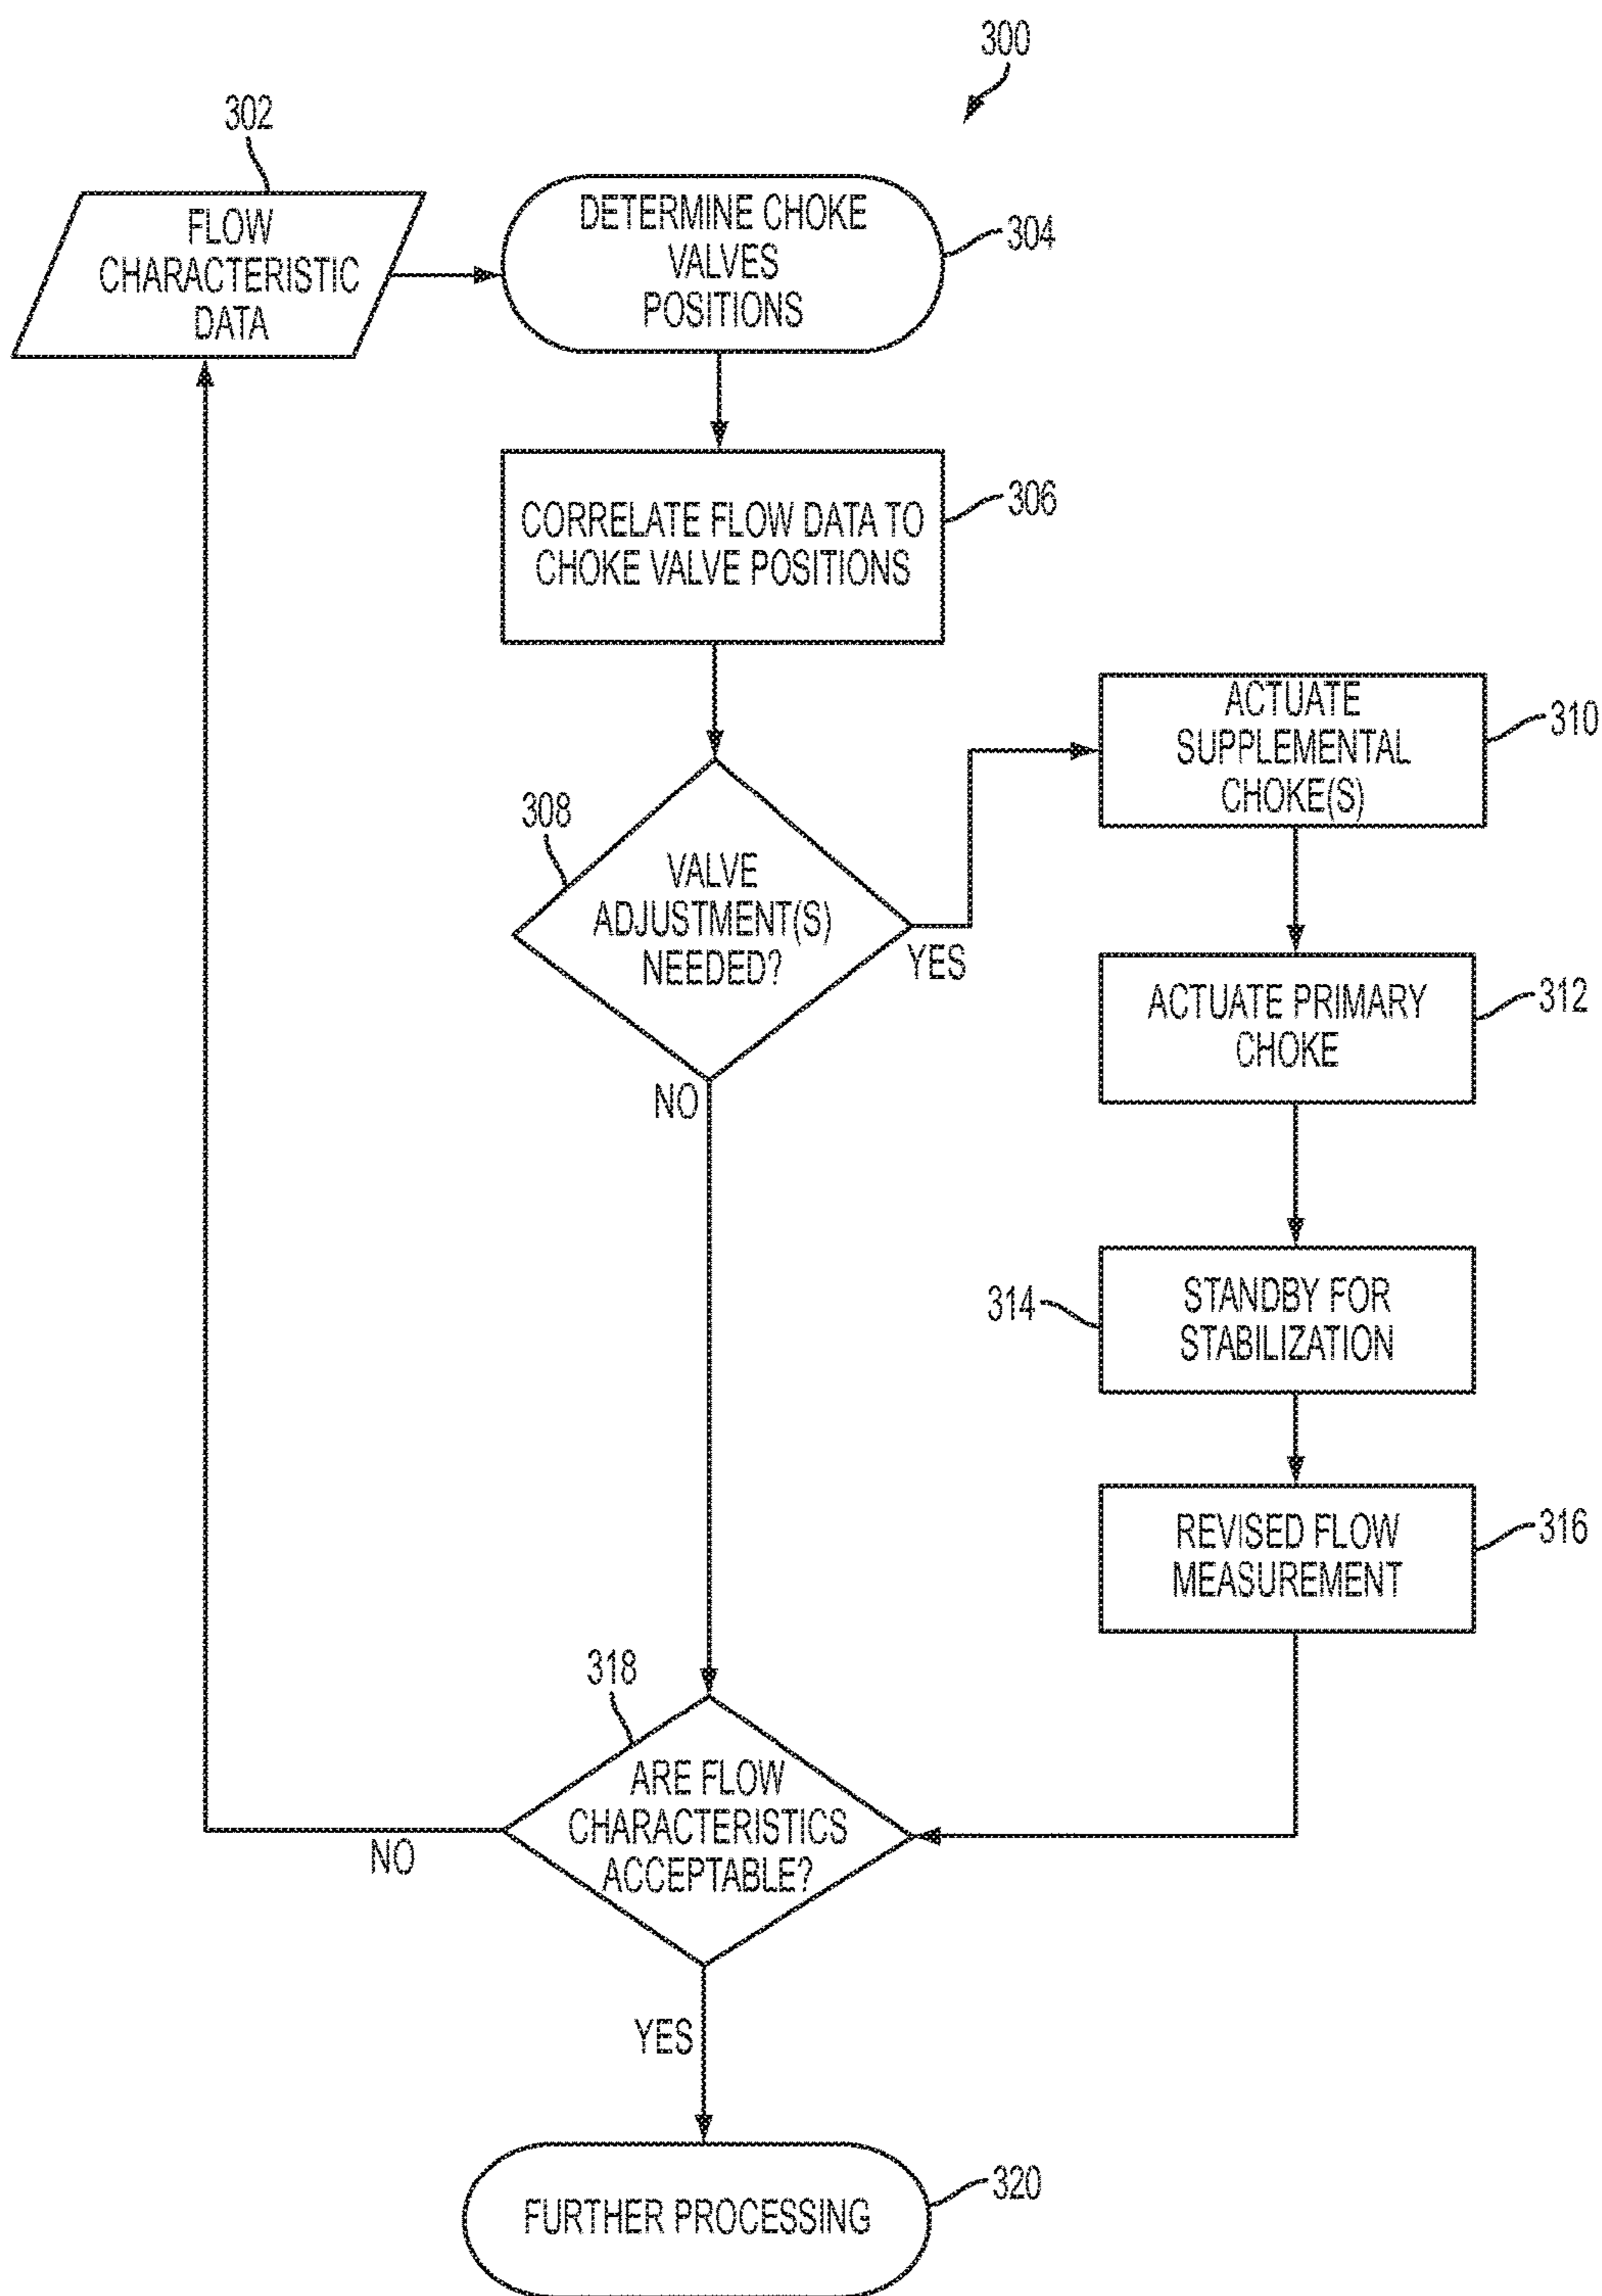 300
302
FLOW
CHARACTERISTIC
DATA
DETERMINE CHOKE
VALVES
POSITIONS
304
CORRELATE FLOW DATA TO
CHOKE VALVE POSITIONS
306
308
VALVE
ADJUSTMENT(S)
NEEDED?
YES
NO
ACTUATE
SUPPLEMENTAL
CHOKE(S)
310
ACTUATE PRIMARY
CHOKE
312
314
STANDBY FOR
STABILIZATION
REVISED FLOW
MEASUREMENT
316
318
ARE FLOW
CHARACTERISTICS
ACCEPTABLE?
NO
YES
FURTHER PROCESSING
320